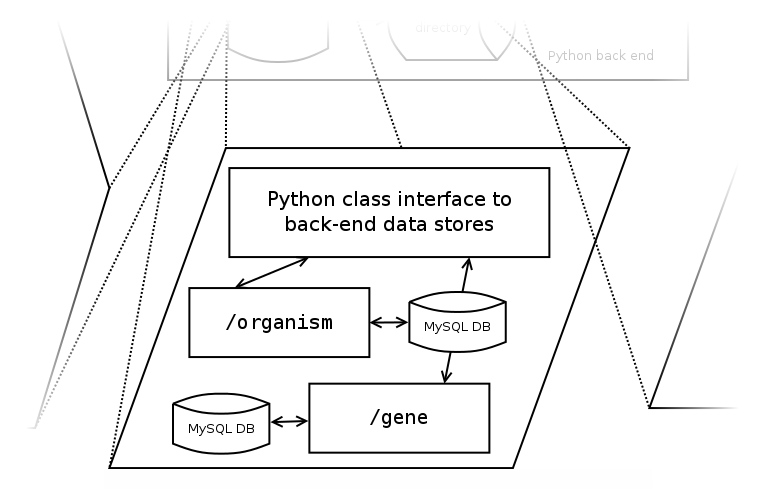 directory
Python back end
Python class interface to
back-end data stores
/organism
MySQL DB
/gene
MySQL DB